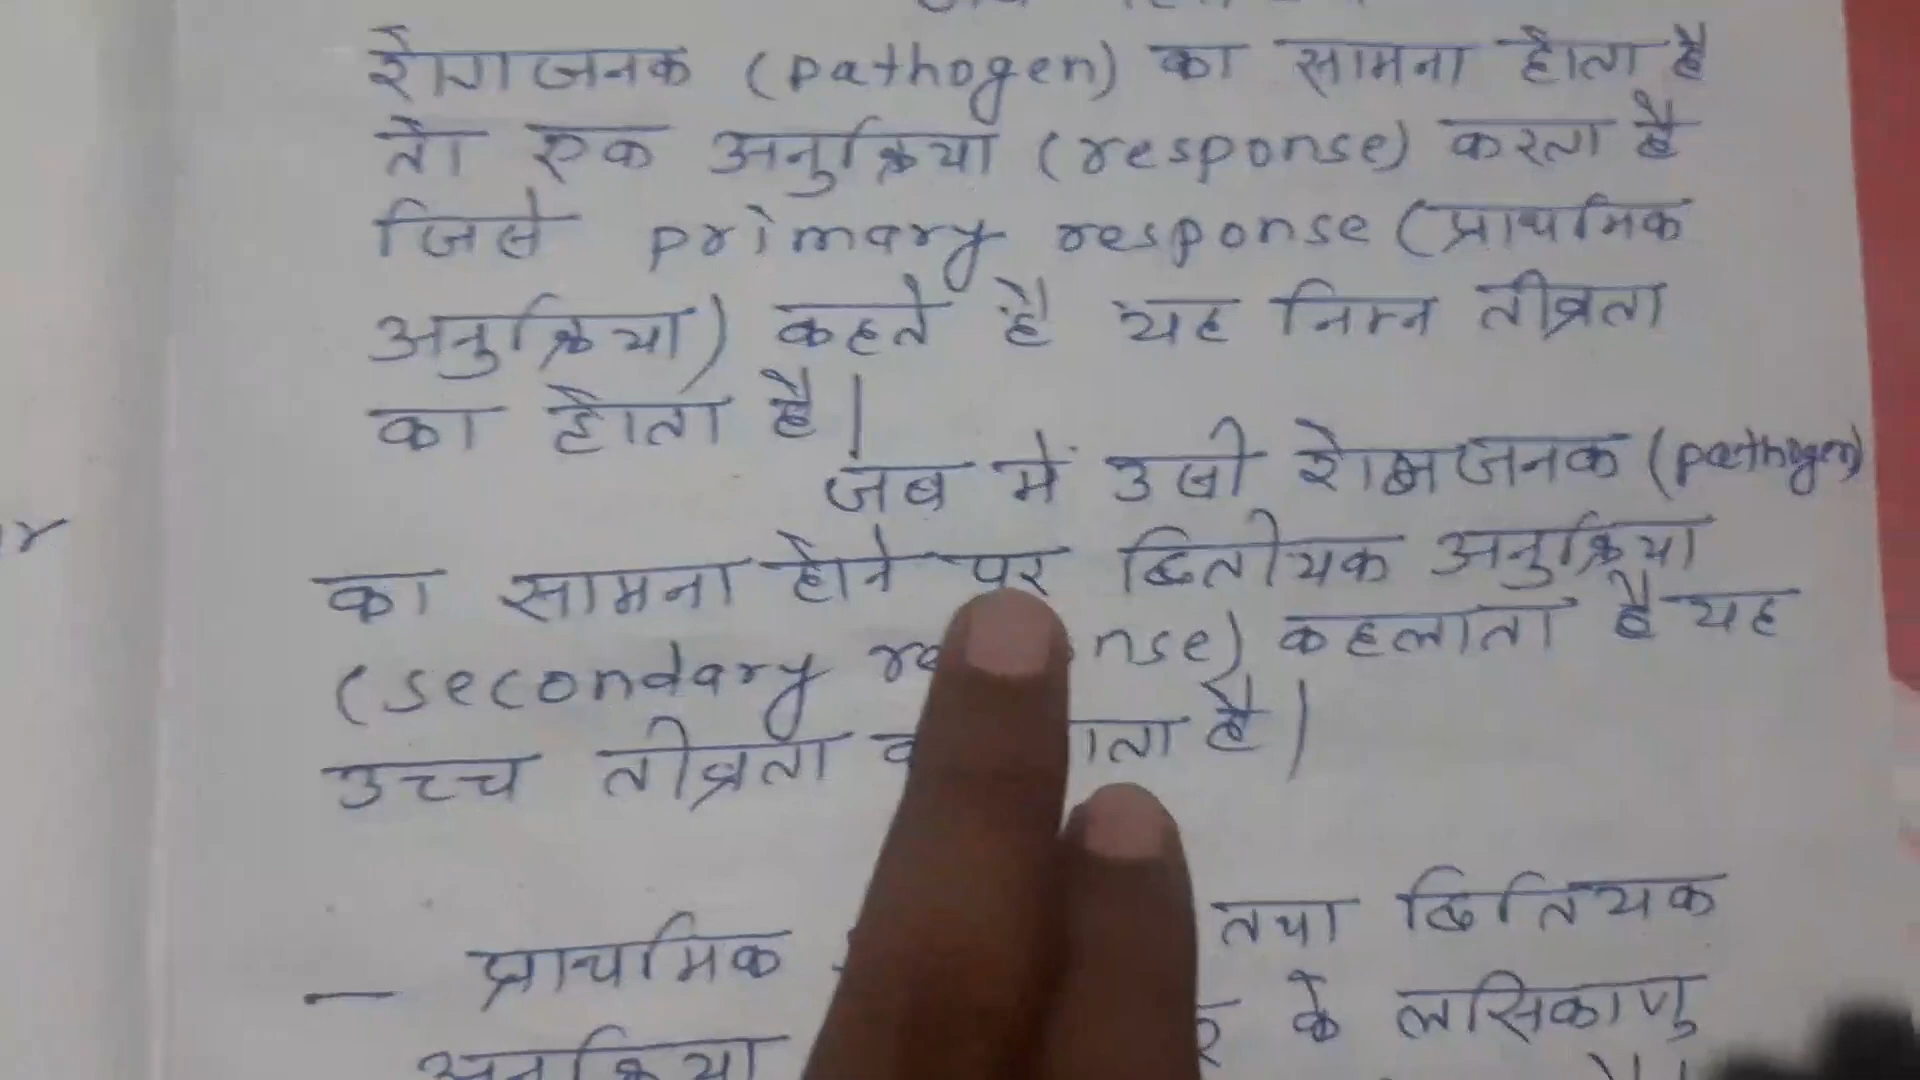 रोगजनक (pathogen) का सामना होता है
तो एक अनुक्रिया (response) करता है
जिसे primary response (प्राथमिक
अनुक्रिया) कहते है यह निम्न तीव्रता
का होता है।
जब में उसी रोगजनक (pathogen)
का सामना होने पर द्वितीयक अनुक्रिया
(secondary कहलाता है यह
उच्च तीव्रता है।
— प्राथमिक तथा द्वितियक
अनुक्रिया के लसिकाणु